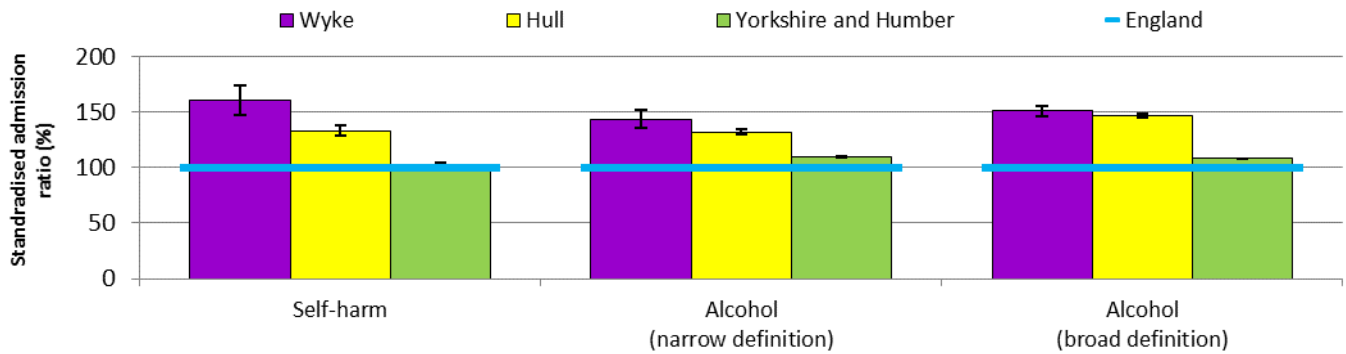 Wyke Hull Yorkshire and Humber England
Standradised admission
ratio (%)
200
150
100
50
0
Self-harm Alcohol Alcohol
(narrow definition) (broad definition)